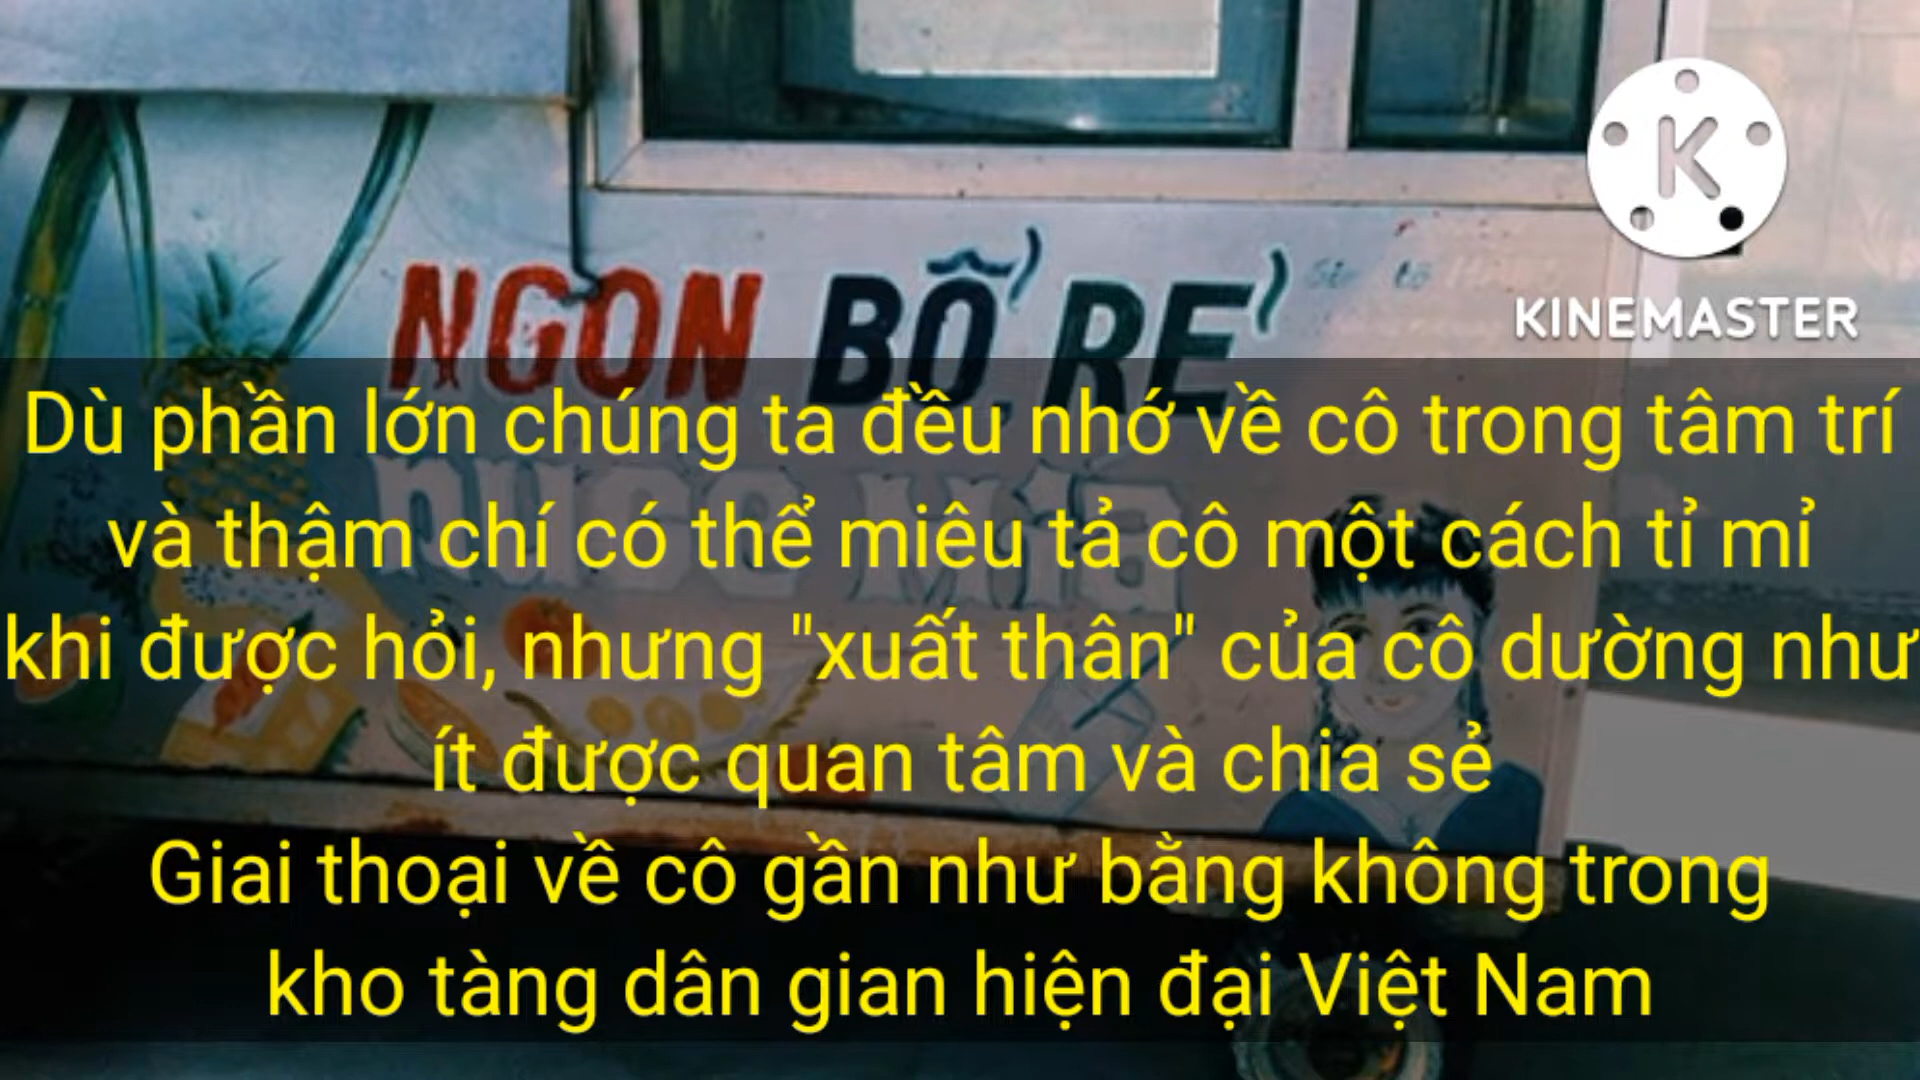 NGON BỔ, RẺ
K
KINEMASTER
Dù phần lớn chúng ta đều nhớ về cô trong tâm trí
nước Mía
và thậm chí có thể miêu tả cô một cách tỉ mỉ
khi được hỏi, nhưng "xuất thân" của cô dường như
ít được quan tâm và chia sẻ
Giai thoại về cô gần như bằng không trong
kho tàng dân gian hiện đại Việt Nam